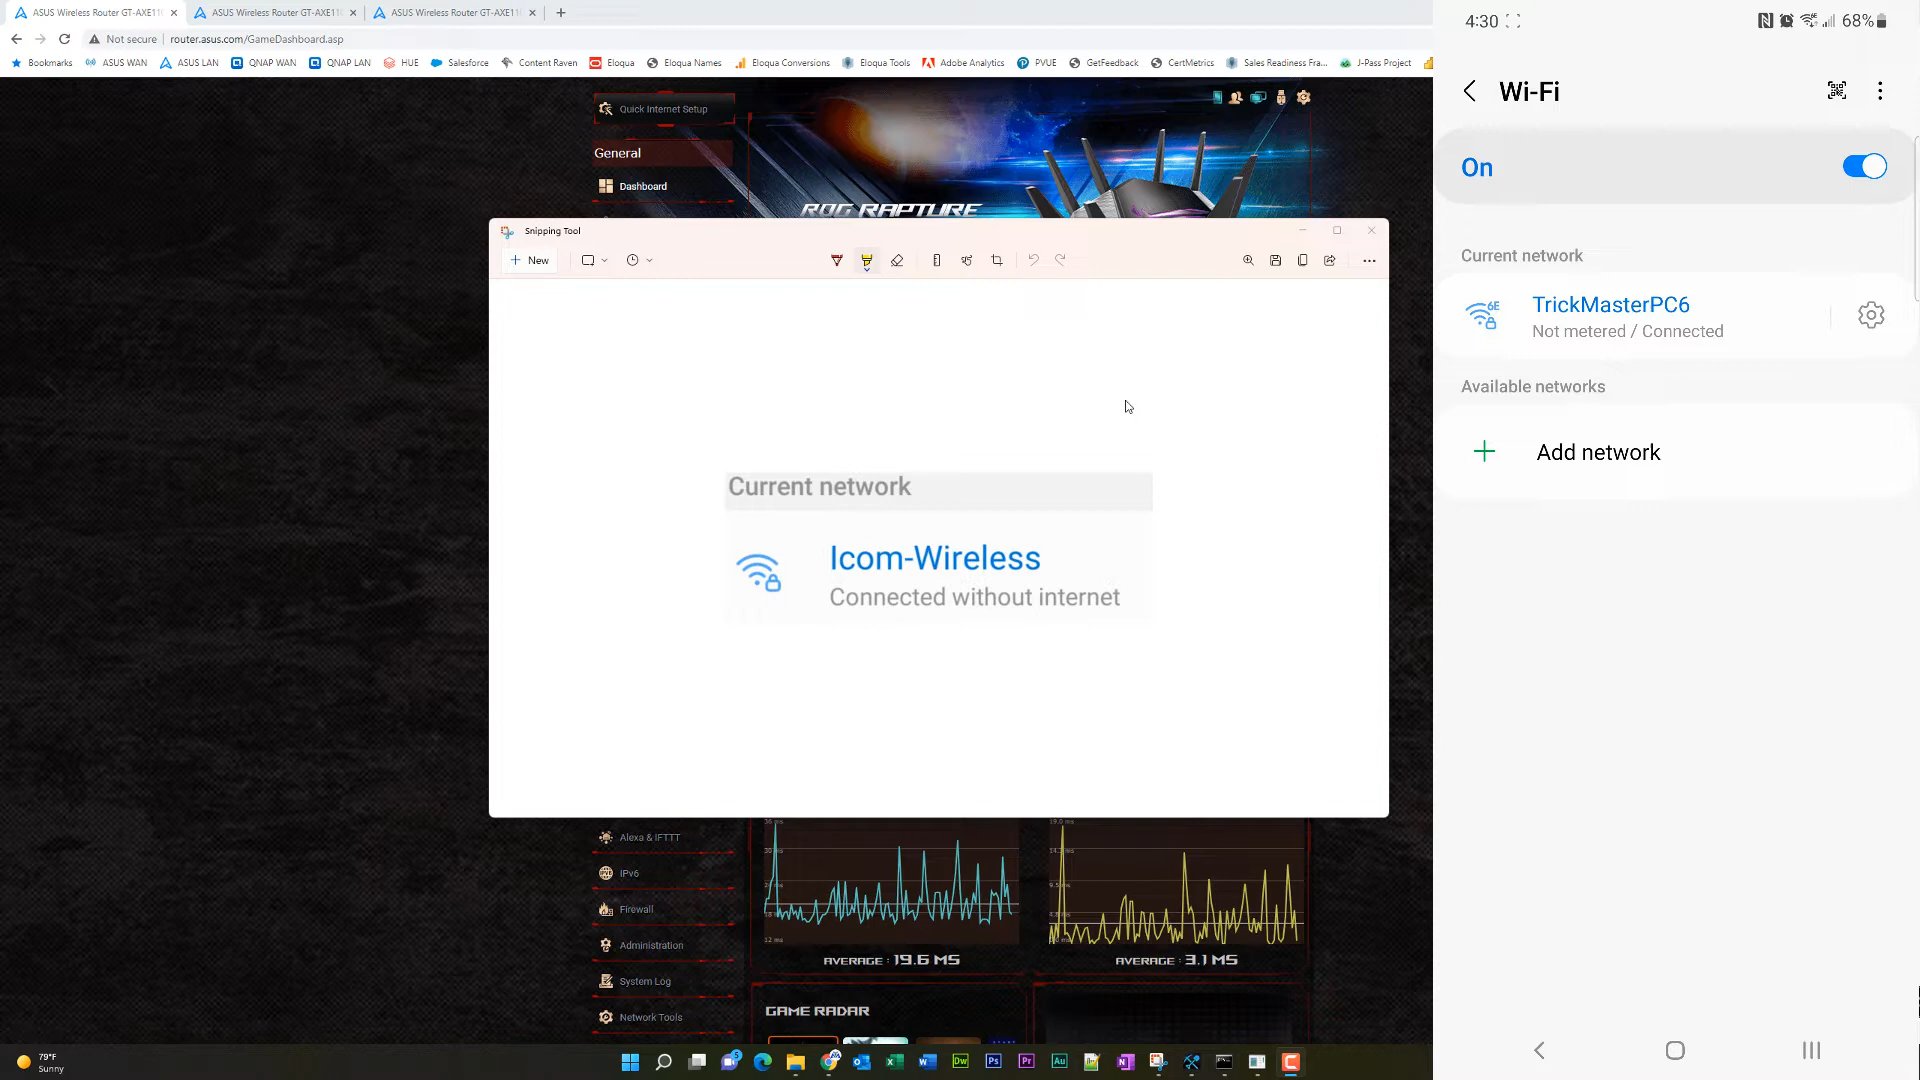 ASUS Wireless Router GT-AXE11
ASUS Wireless Router GT-AXE11
ASUS Wireless Router GT-AXE11
Not secure
router.asus.com/GameDashboard.asp
Bookmarks ASUS WAN ASUS LAN QNAP WAN QNAP LAN HUE Salesforce Content Raven Eloqua Eloqua Names Eloqua Conversions Eloqua Tools Adobe Analytics PVUE GetFeedback CertMetrics Sales Readiness Fra... J-Pass Project
Quick Internet Setup
General
Dashboard
ROG RAPTURE
Snipping Tool
New
Current network
Icom-Wireless
Connected without internet
Alexa & IFTTT
IPv6
Firewall
Administration
System Log
Network Tools
AVERAGE : 19.6 MS
AVERAGE : 3.1 MS
GAME RADAR
79°F
Sunny
4:30
68%
Wi-Fi
On
Current network
6E
TrickMasterPC6
Not metered / Connected
Available networks
Add network